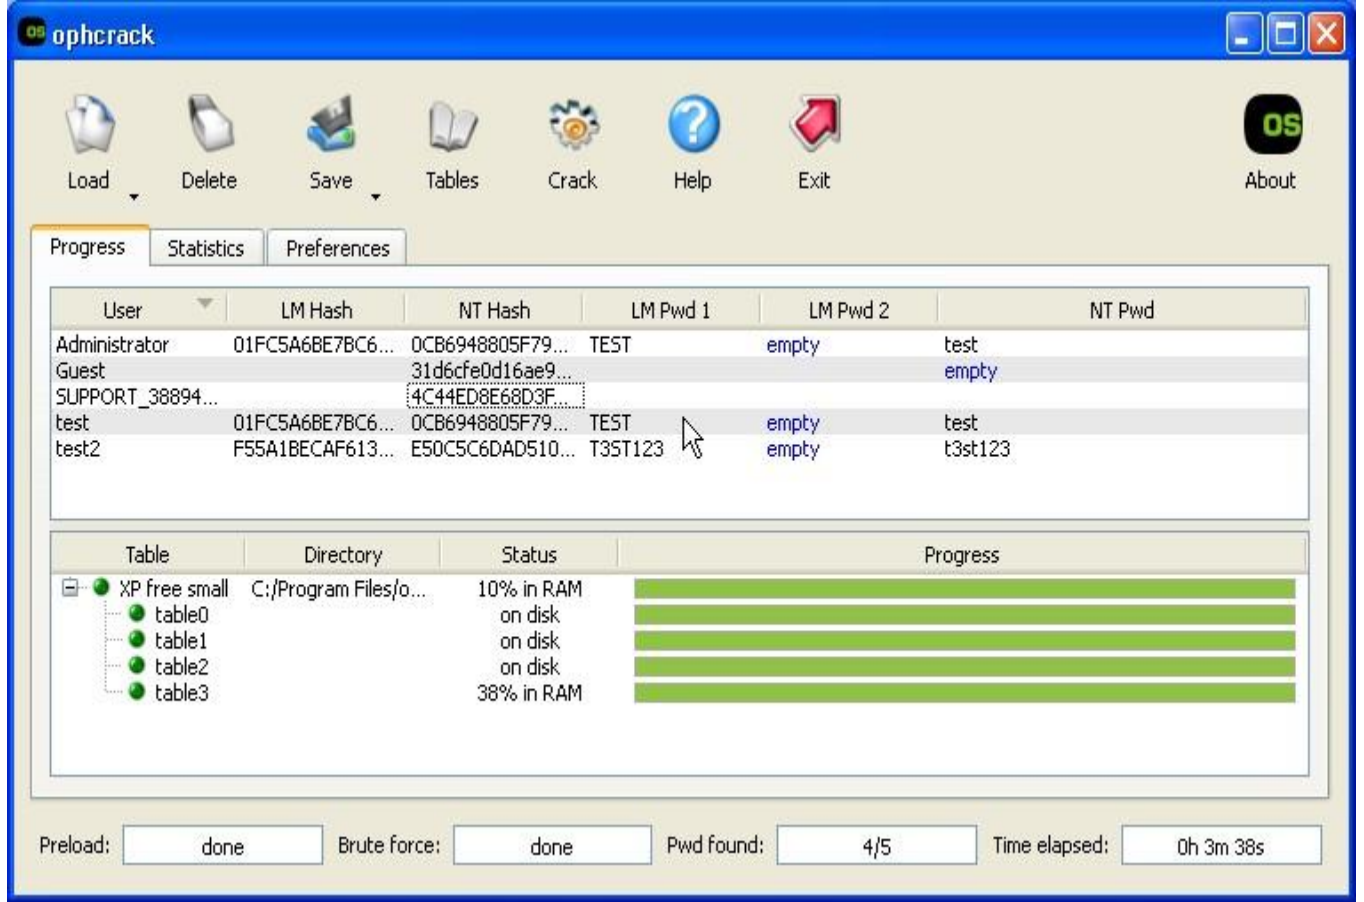 ophcrack
Load Delete Save Tables Crack Help Exit About
Progress Statistics Preferences
User LM Hash NT Hash LM Pwd 1 LM Pwd 2 NT Pwd
Administrator 01FC5A6BE7BC6... 0CB6948805F79... TEST empty test
Guest 31d6cfe0d16ae9... empty
SUPPORT_38894... 4C44ED8E68D3F...
test 01FC5A6BE7BC6... 0CB6948805F79... TEST empty test
test2 F55A1BECAF613... E50C5C6DAD510... T3ST123 empty t3st123
Table Directory Status Progress
XP free small C:/Program Files/o... 10% in RAM
table0 on disk
table1 on disk
table2 on disk
table3 38% in RAM
Preload: done Brute force: done Pwd found: 4/5 Time elapsed: 0h 3m 38s